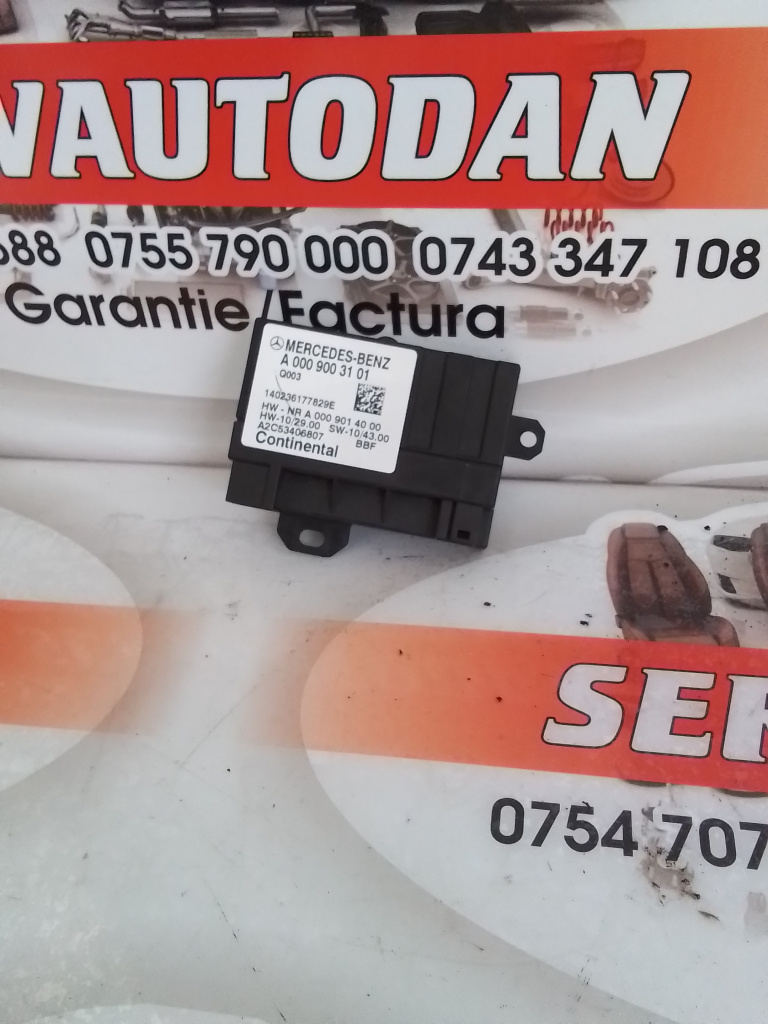 NAUTODAN
688 0755 790 000 0743 347 108
Garantie/Factura
MERCEDES-BENZ
A 000 900 31 01
Q003
140236177829E
HW - NR A 000 901 40 00
HW-10/29.00 SW-10/43.00
A2C53406807 BBF
Continental
SER
0754 707